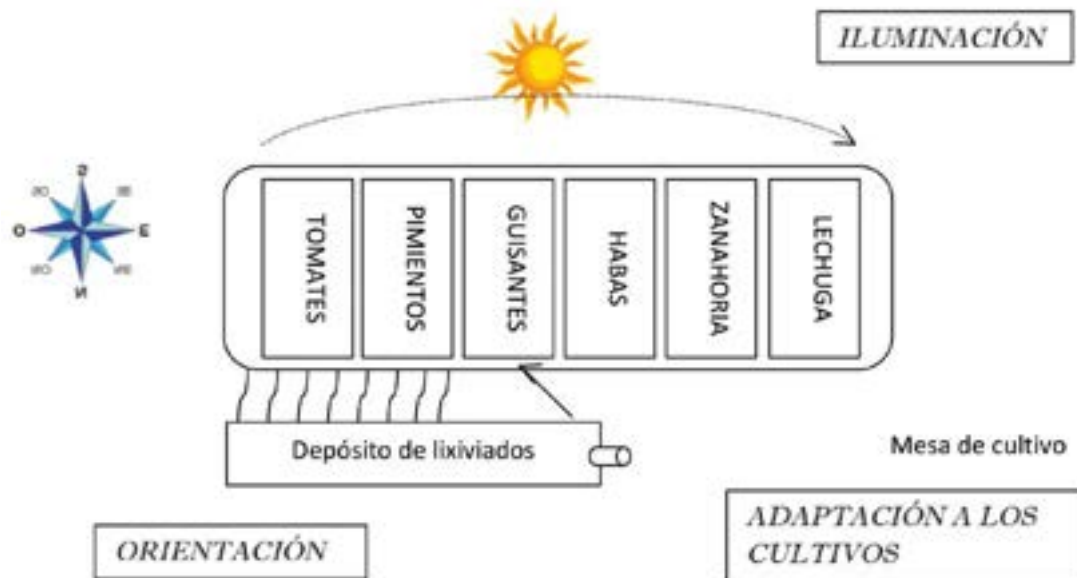 ILUMINACIÓN
S
O
E
N
TOMATES
PIMIENTOS
GUISANTES
HABAS
ZANAHORIA
LECHUGA
Depósito de lixiviados
Mesa de cultivo
ORIENTACIÓN
ADAPTACIÓN A LOS
CULTIVOS